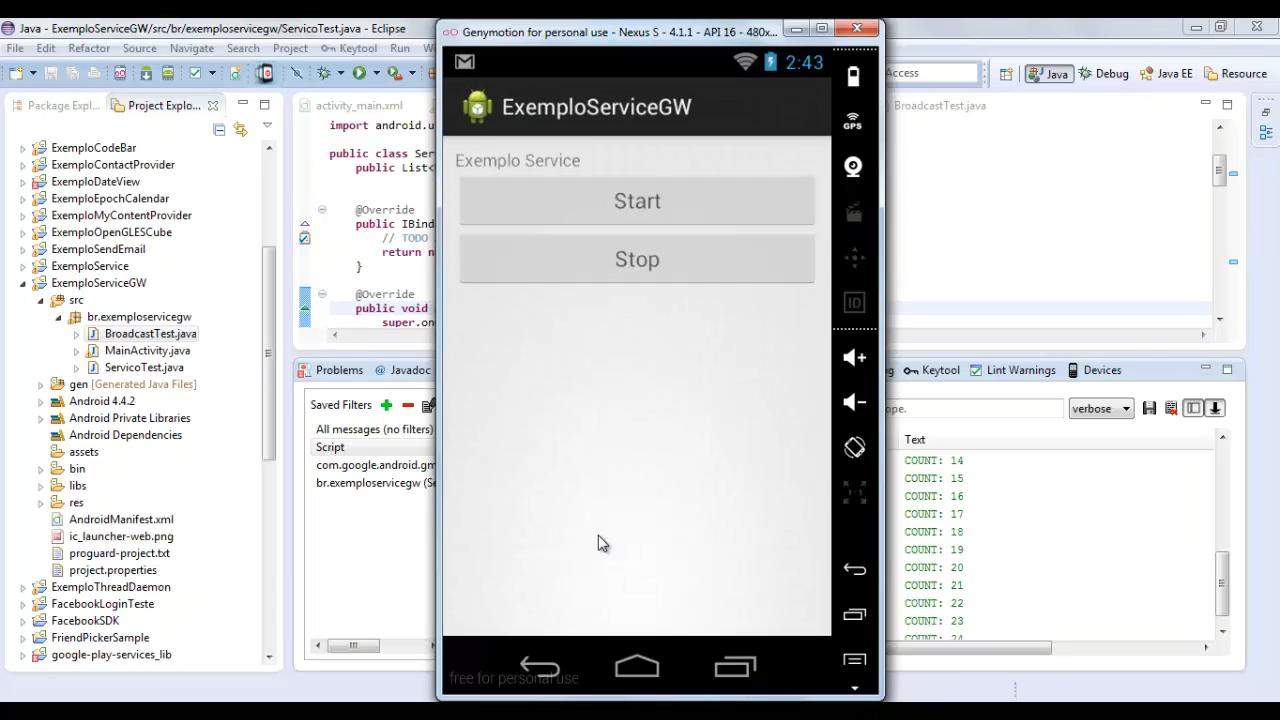 Java - ExemploServiceGW/src/br/exemploservicegw/ServicoTest.java - Eclipse
Genymotion for personal use - Nexus S - 4.1.1 - API 16 - 480x...
Refactor Navigate Search Project Keytool Run
Access Java Debug Java EE Resource
Package Expl... Project Explo...
activity_main.xml
BroadcastTest.java
2:43
ExemploServiceGW
GPS
Exemplo Service
Start
Stop
ID
free for personal use
ExemploCodeBar
ExemploContactProvider
ExemploDateView
ExemploEpochCalendar
ExemploMyContentProvider
ExemploOpenGLESCube
ExemploSendEmail
ExemploService
ExemploServiceGW
src
br.exemploservicegw
BroadcastTest.java
MainActivity.java
ServicoTest.java
gen [Generated Java Files]
Android 4.4.2
Android Private Libraries
Android Dependencies
assets
bin
libs
res
AndroidManifest.xml
ic_launcher-web.png
proguard-project.txt
project.properties
ExemploThreadDaemon
FacebookLoginTeste
FacebookSDK
FriendPickerSample
google-play-services_lib
import android.u
public class Ser
public List<
@Override
public IBind
// TODO
return n
}
@Override
public void
super.on
Problems Javadoc
Keytool Lint Warnings Devices
Saved Filters
ope. verbose
All messages (no filters)
Script
com.google.android.gm
br.exemploservicegw (Se
Text
COUNT: 14
COUNT: 15
COUNT: 16
COUNT: 17
COUNT: 18
COUNT: 19
COUNT: 20
COUNT: 21
COUNT: 22
COUNT: 23